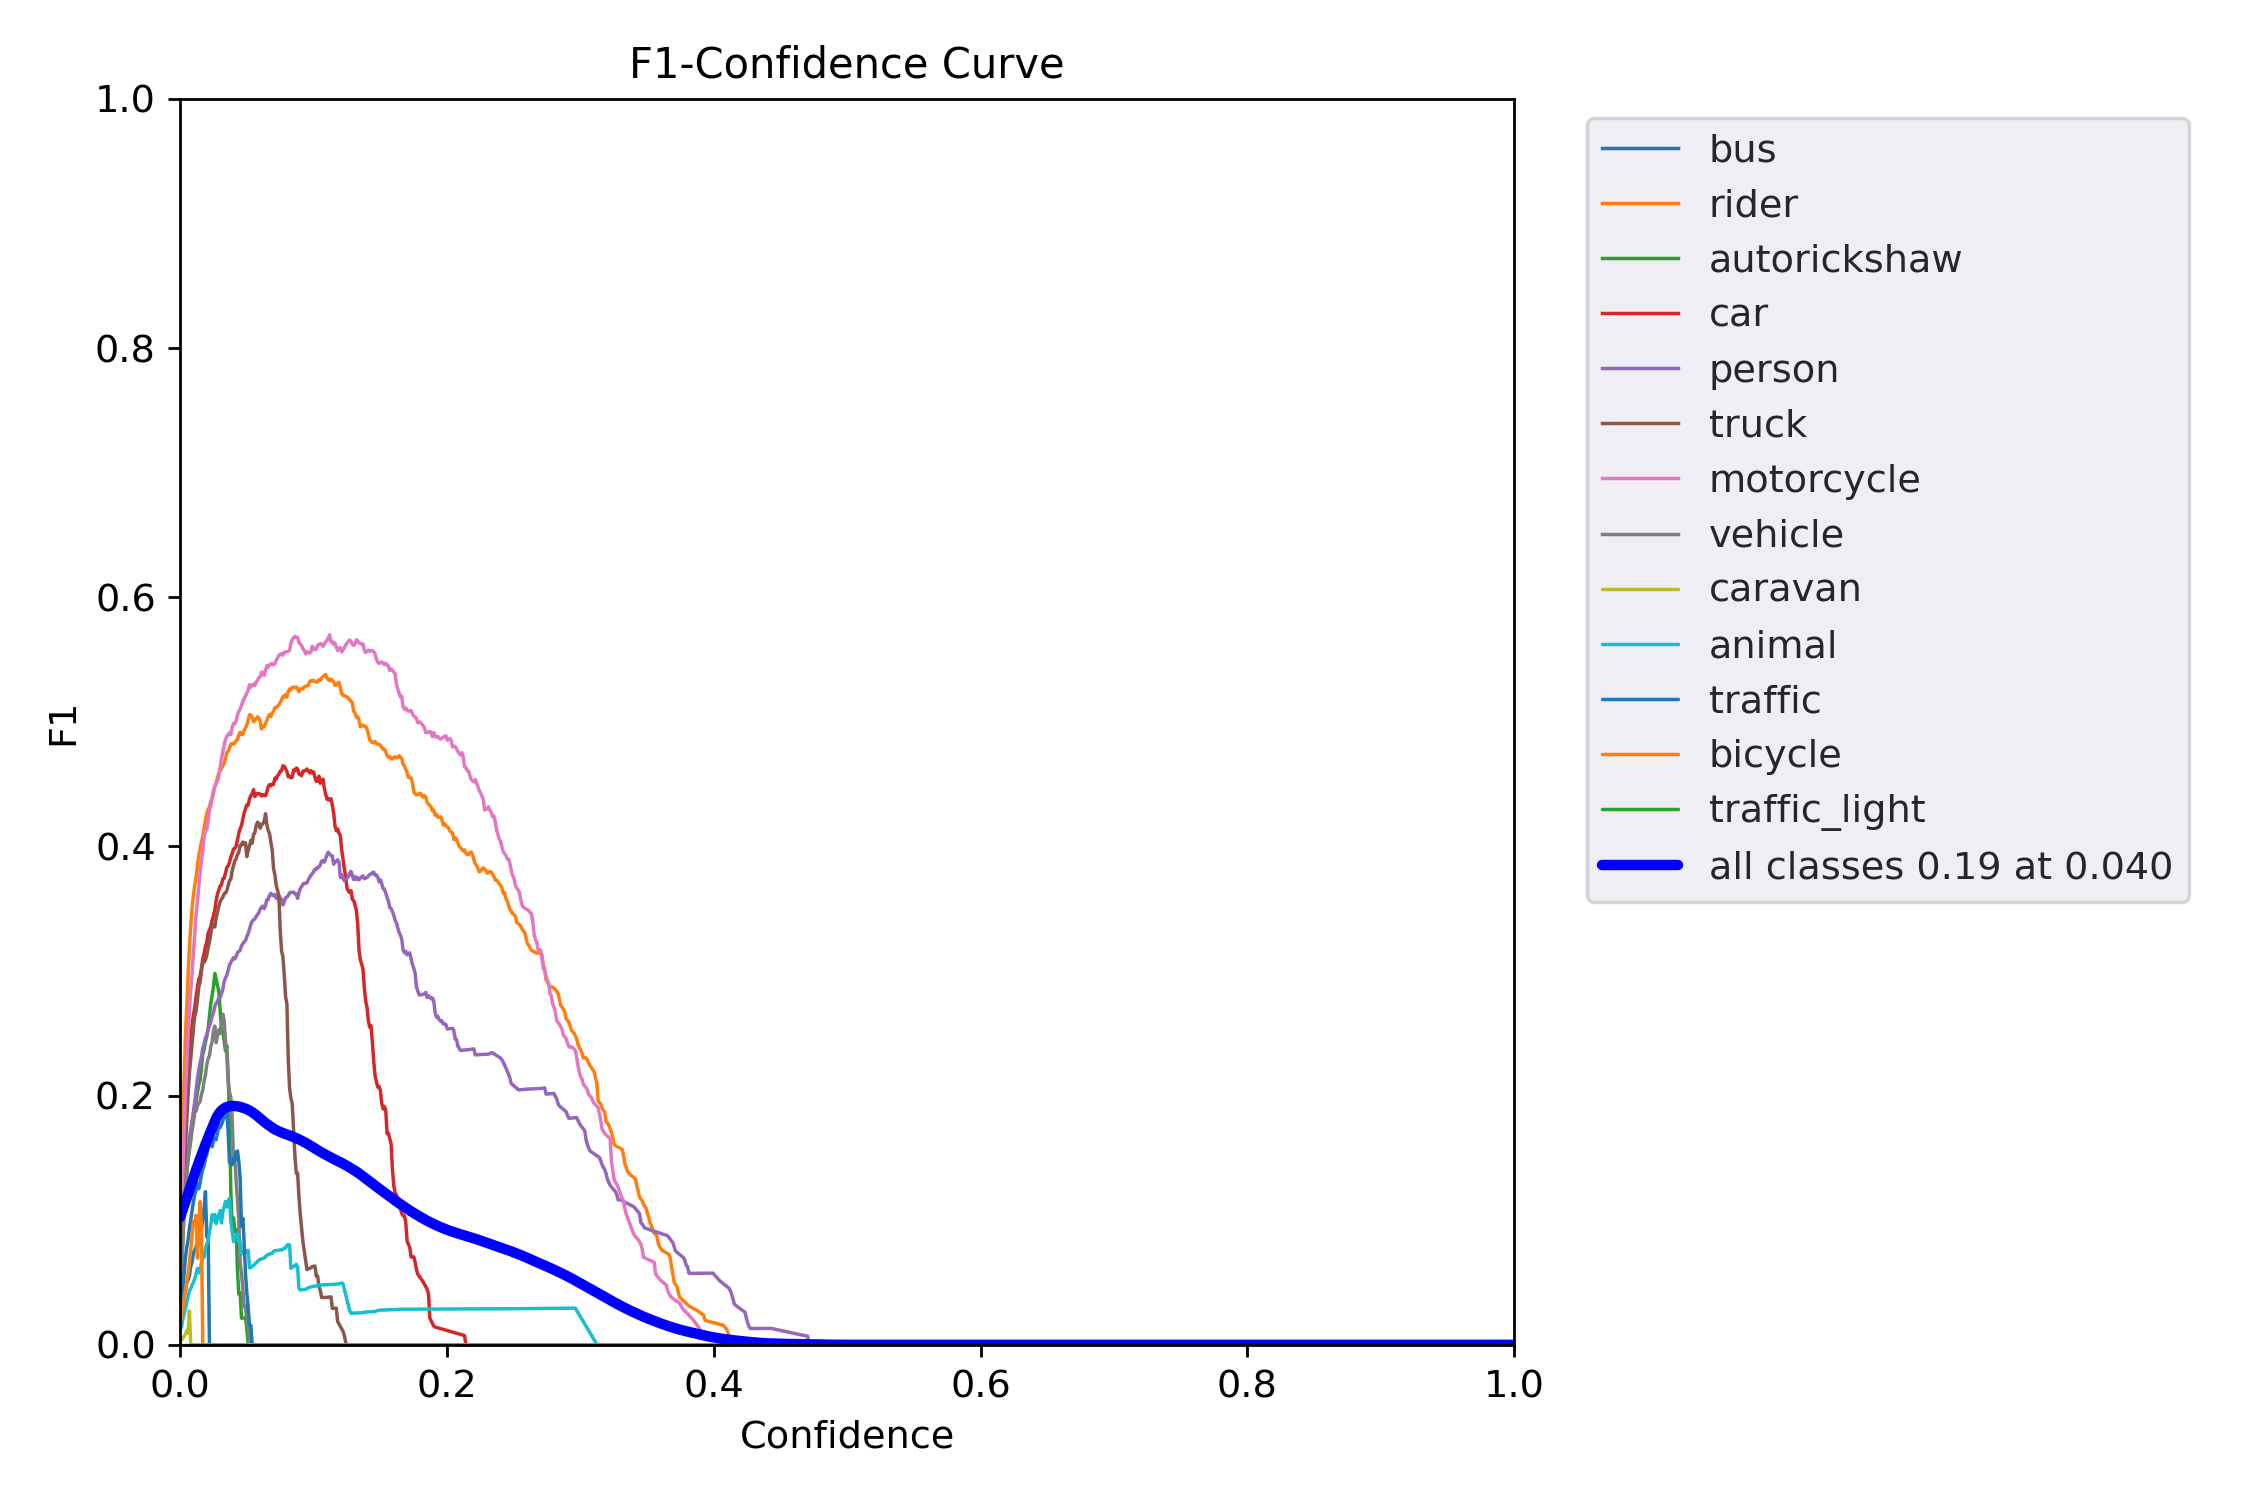 F1-Confidence Curve
1.0
0.8
0.6
0.4
0.2
0.0
F1
0.0 0.2 0.4 0.6 0.8 1.0
Confidence
bus
rider
autorickshaw
car
person
truck
motorcycle
vehicle
caravan
animal
traffic
bicycle
traffic_light
all classes 0.19 at 0.040